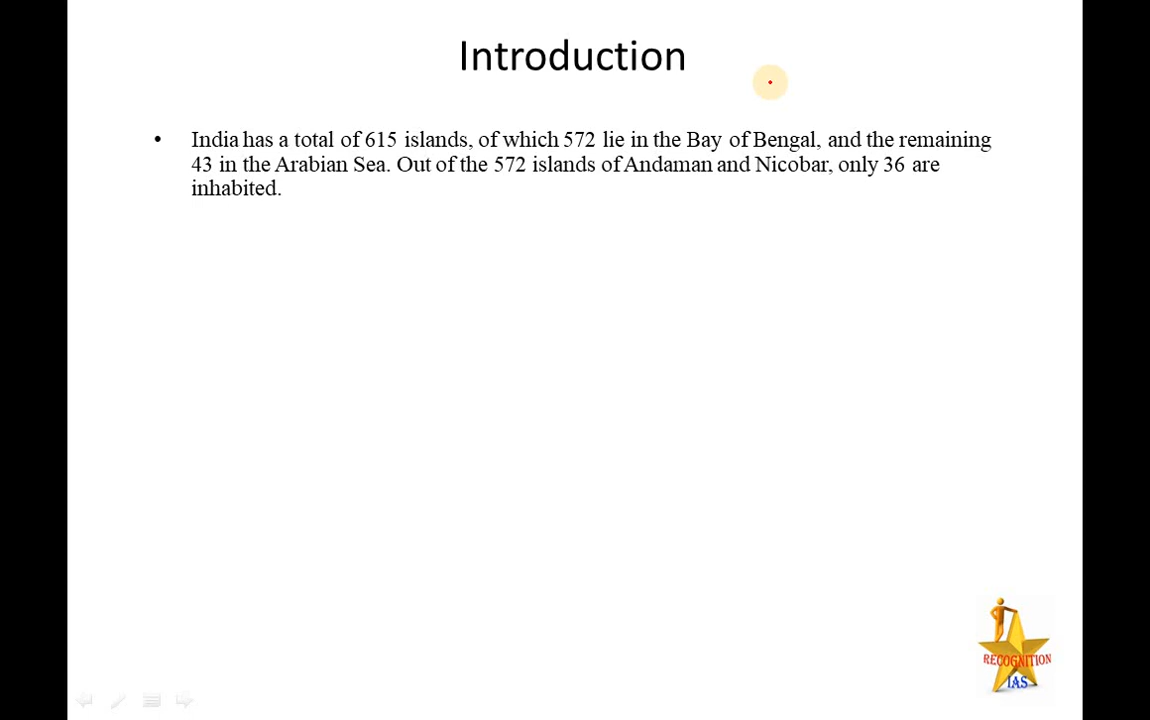 Introduction
• India has a total of 615 islands, of which 572 lie in the Bay of Bengal, and the remaining
43 in the Arabian Sea. Out of the 572 islands of Andaman and Nicobar, only 36 are
inhabited.
RECOGNITION
IAS